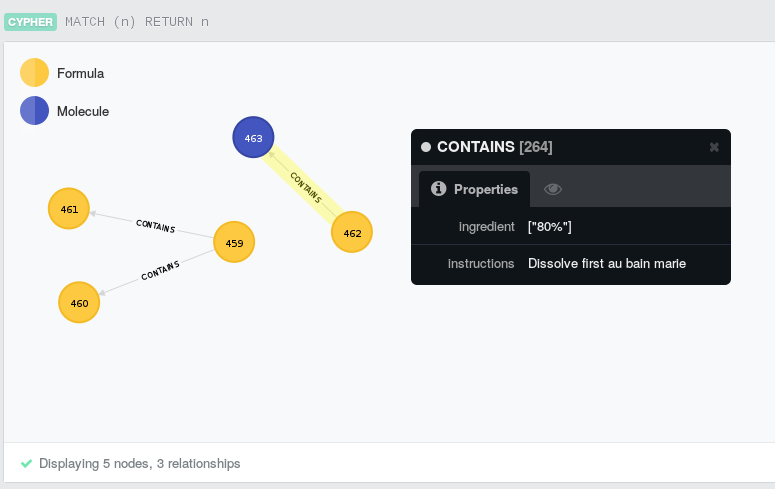 CYPHER MATCH (n) RETURN n
Formula
Molecule
463
CONTAINS
462
461
CONTAINS
459
CONTAINS
460
CONTAINS [264]
Properties
ingredient ["80%"]
instructions Dissolve first au bain marie
Displaying 5 nodes, 3 relationships